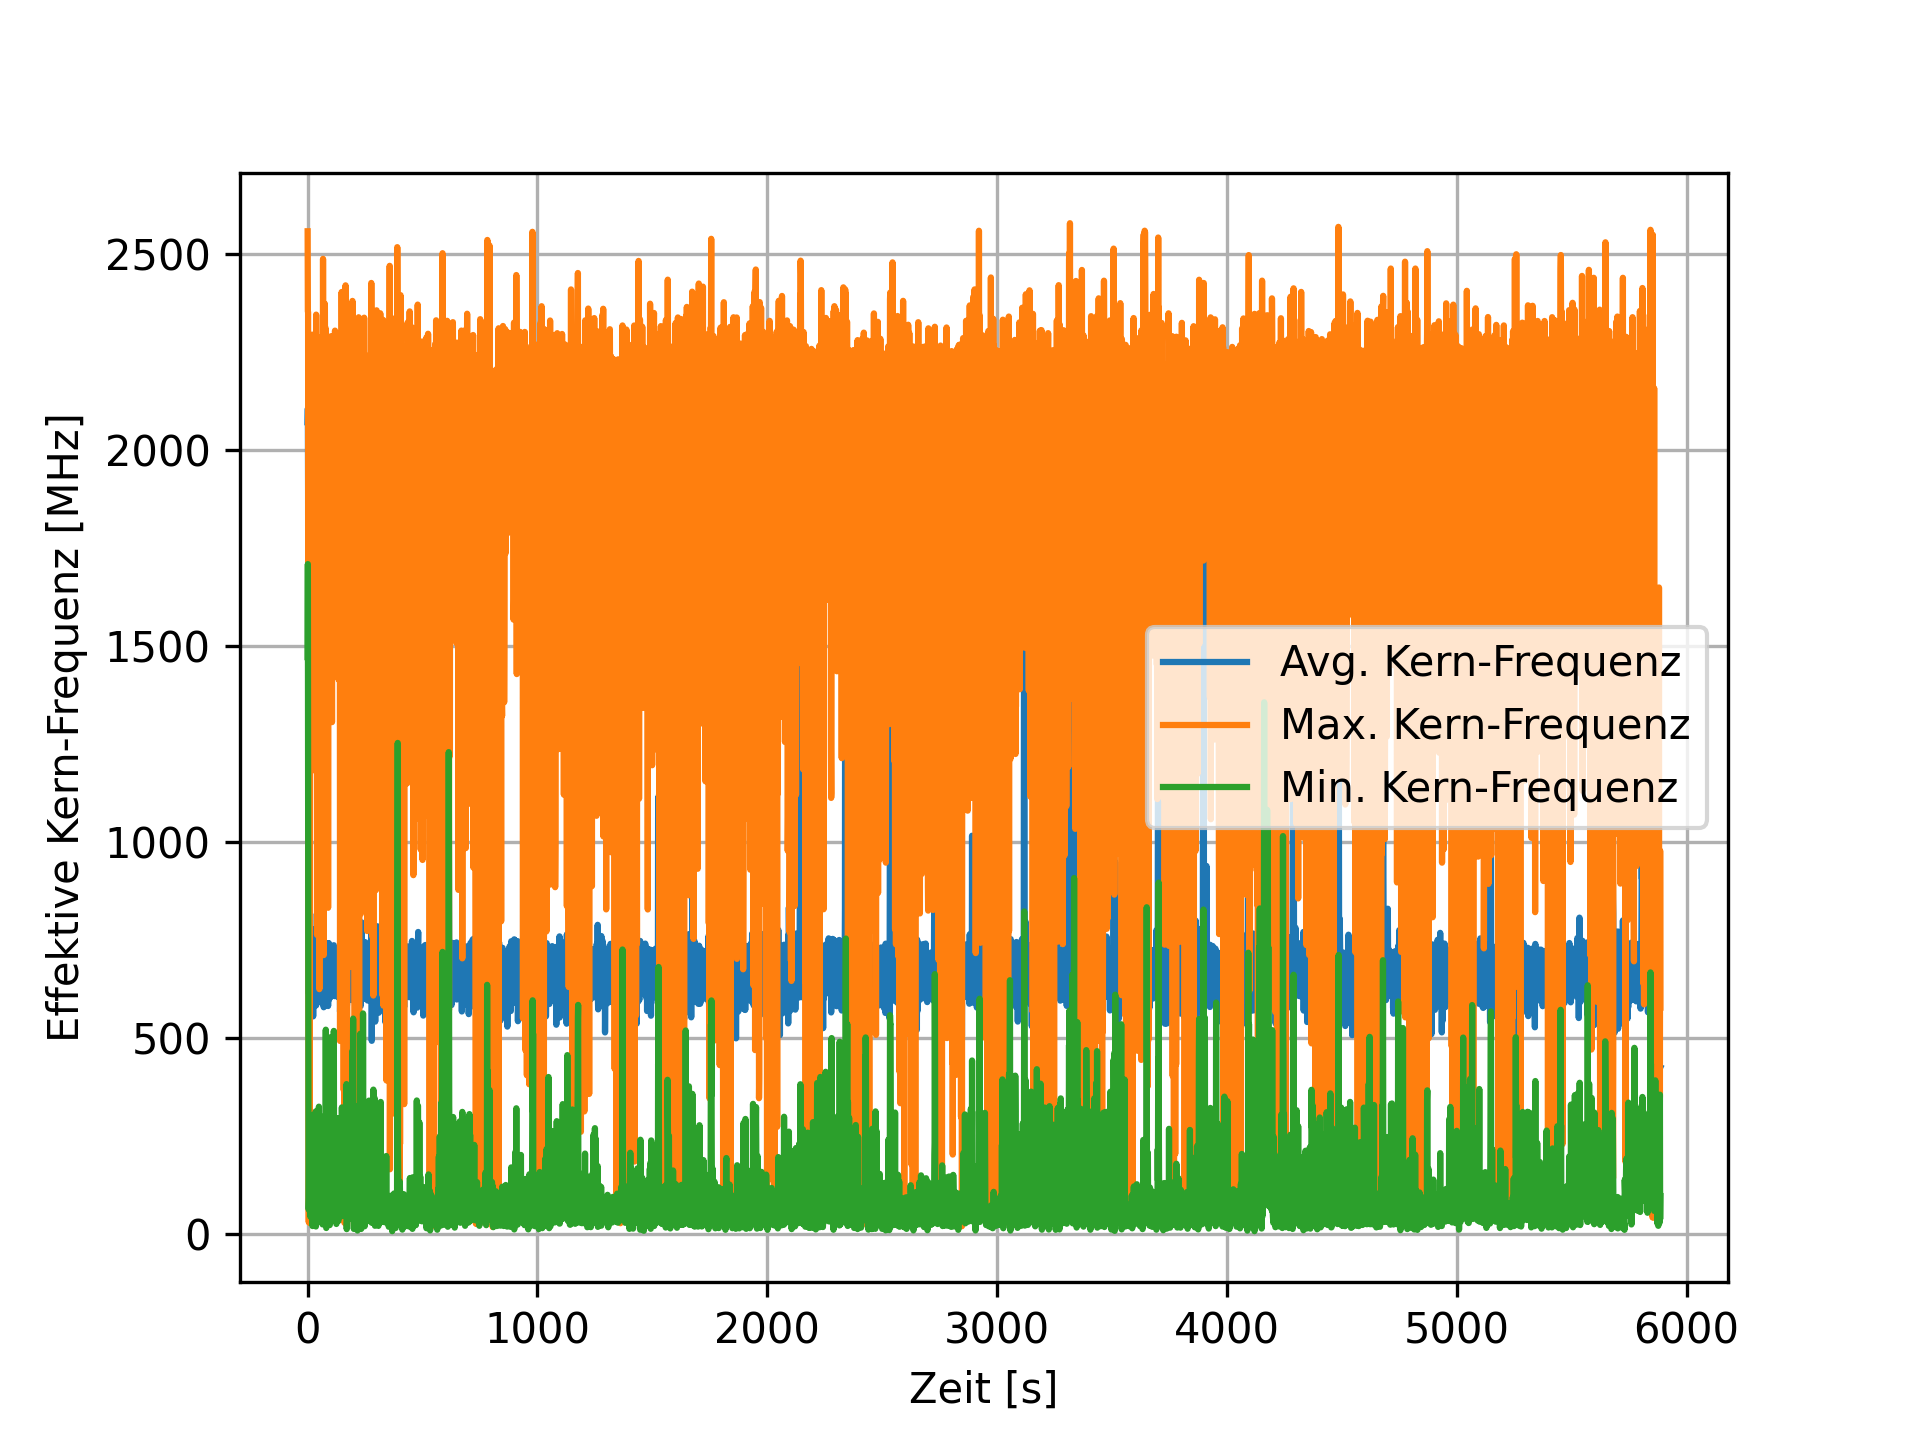 Effektive Kern-Frequenz [MHz]
2500
2000
1500
1000
500
0
Avg. Kern-Frequenz
Max. Kern-Frequenz
Min. Kern-Frequenz
0 1000 2000 3000 4000 5000 6000
Zeit [s]